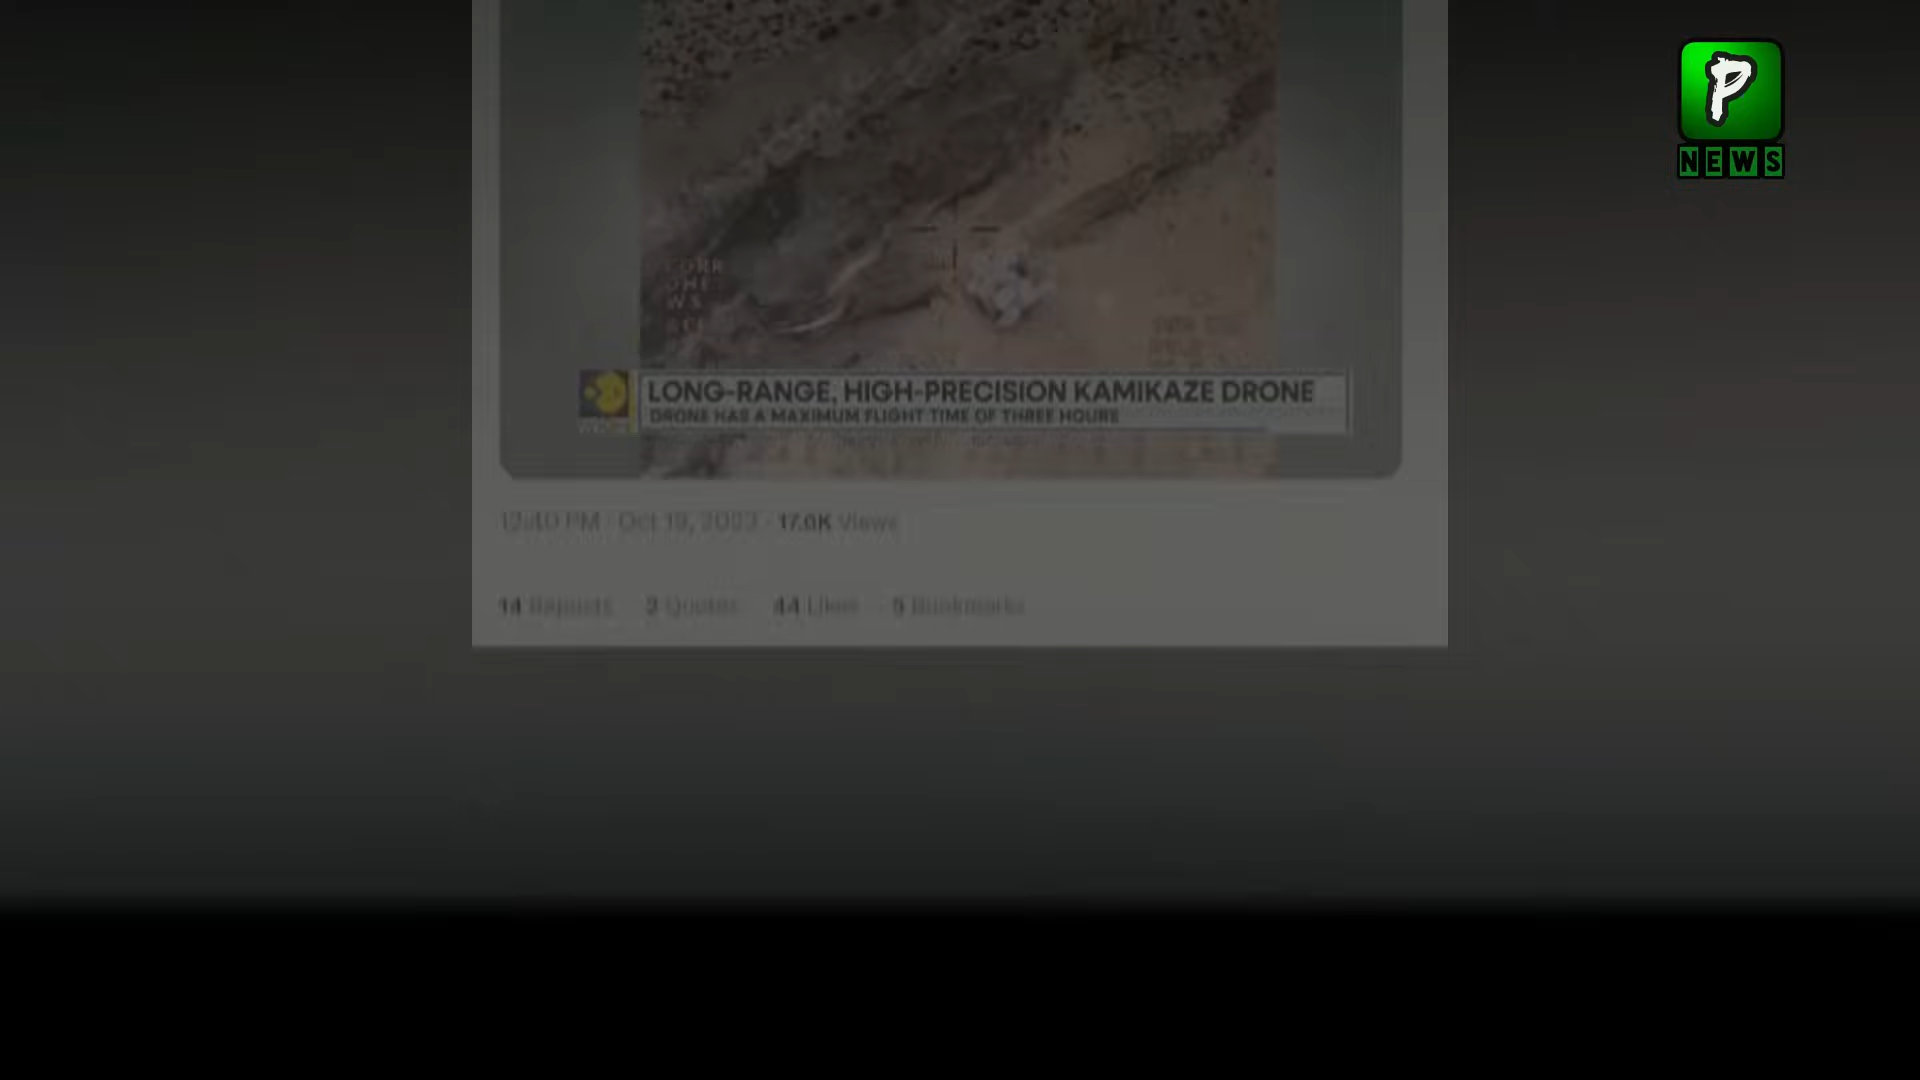 P
NEWS
LONG-RANGE, HIGH-PRECISION KAMIKAZE DRONE
DRONE HAS A MAXIMUM FLIGHT TIME OF THREE HOURS
12:40 PM · Oct 19, 2023 · 17.0K Views
14 Reposts 3 Quotes 44 Likes 5 Bookmarks